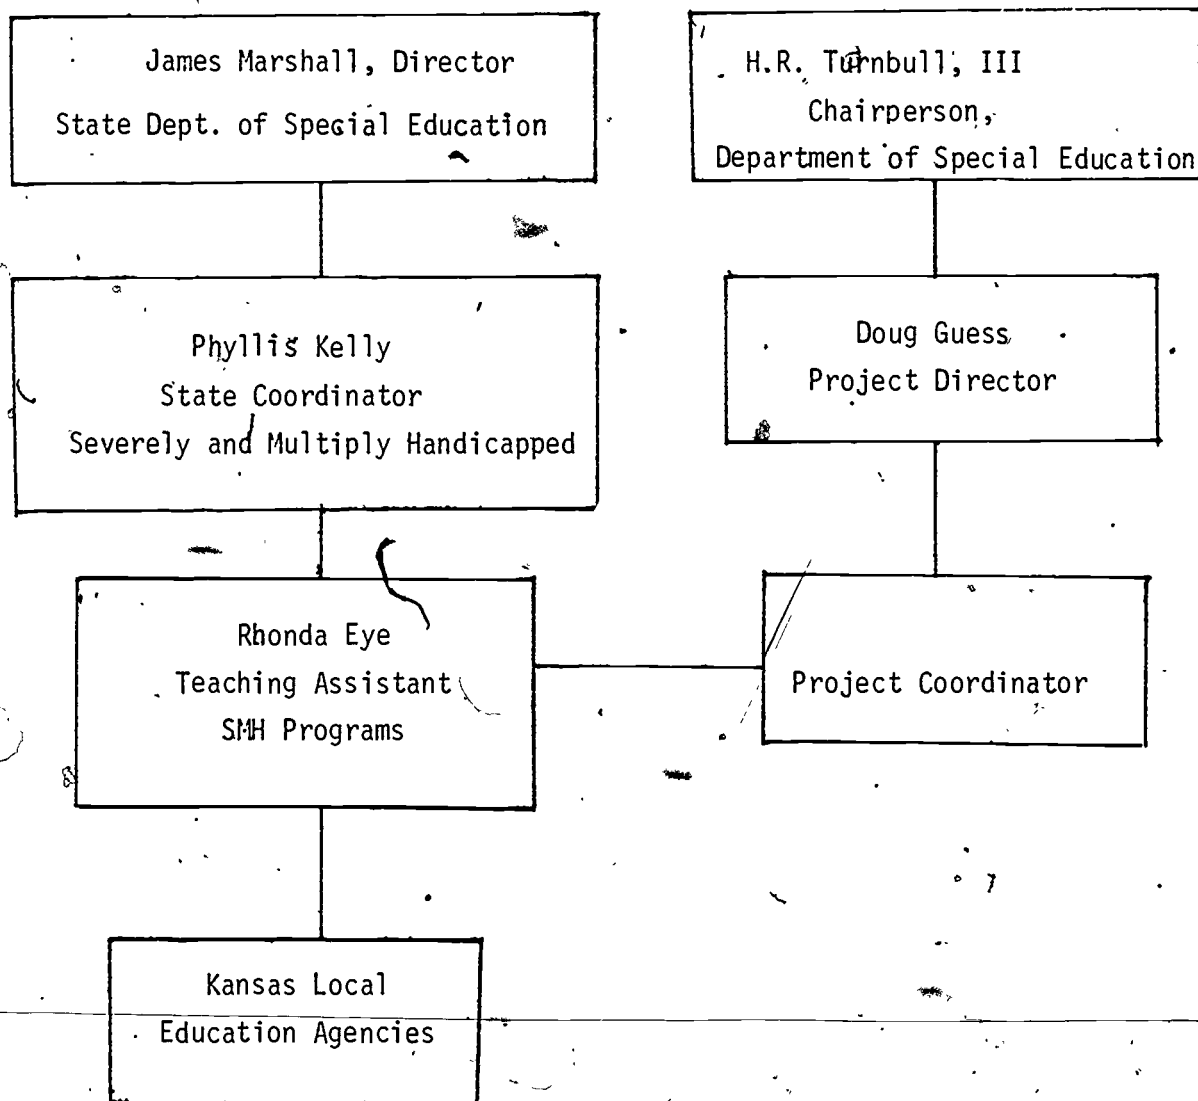 James Marshall, Director
State Dept. of Special Education
H.R. Turnbull, III
Chairperson,
Department of Special Education
Phyllis Kelly
State Coordinator
Severely and Multiply Handicapped
Doug Guess
Project Director
Rhonda Eye
Teaching Assistant
SMH Programs
Project Coordinator
Kansas Local
Education Agencies